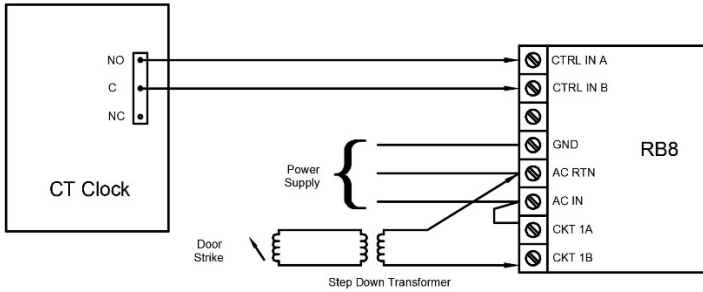 NO
C
NC
CT Clock
Power
Supply
Door
Strike
Step Down Transformer
CTRL IN A
CTRL IN B
GND
AC RTN
AC IN
CKT 1A
CKT 1B
RB8